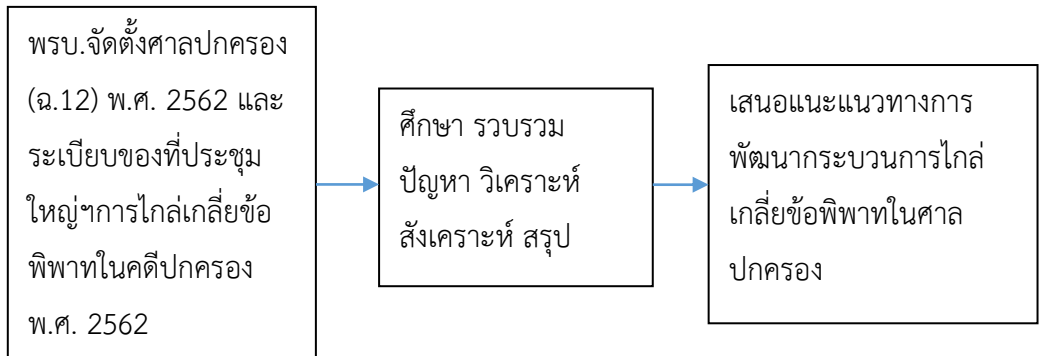 พรบ.จัดตั้งศาลปกครอง
(ฉ.12) พ.ศ. 2562 และ
ระเบียบของที่ประชุม
ใหญ่ฯการไกล่เกลี่ยข้อ
พิพาทในคดีปกครอง
พ.ศ. 2562
ศึกษา รวบรวม
ปัญหา วิเคราะห์
สังเคราะห์ สรุป
เสนอแนะแนวทางการ
พัฒนากระบวนการไกล่
เกลี่ยข้อพิพาทในศาล
ปกครอง